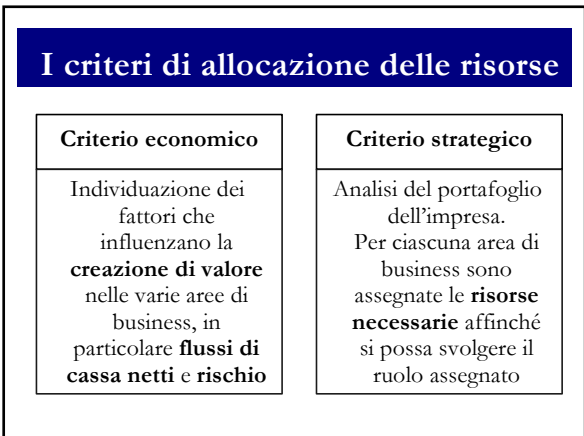 I criteri di allocazione delle risorse
Criterio economico
Individuazione dei
fattori che
influenzano la
creazione di valore
nelle varie aree di
business, in
particolare flussi di
cassa netti e rischio
Criterio strategico
Analisi del portafoglio
dell’impresa.
Per ciascuna area di
business sono
assegnate le risorse
necessarie affinché
si possa svolgere il
ruolo assegnato